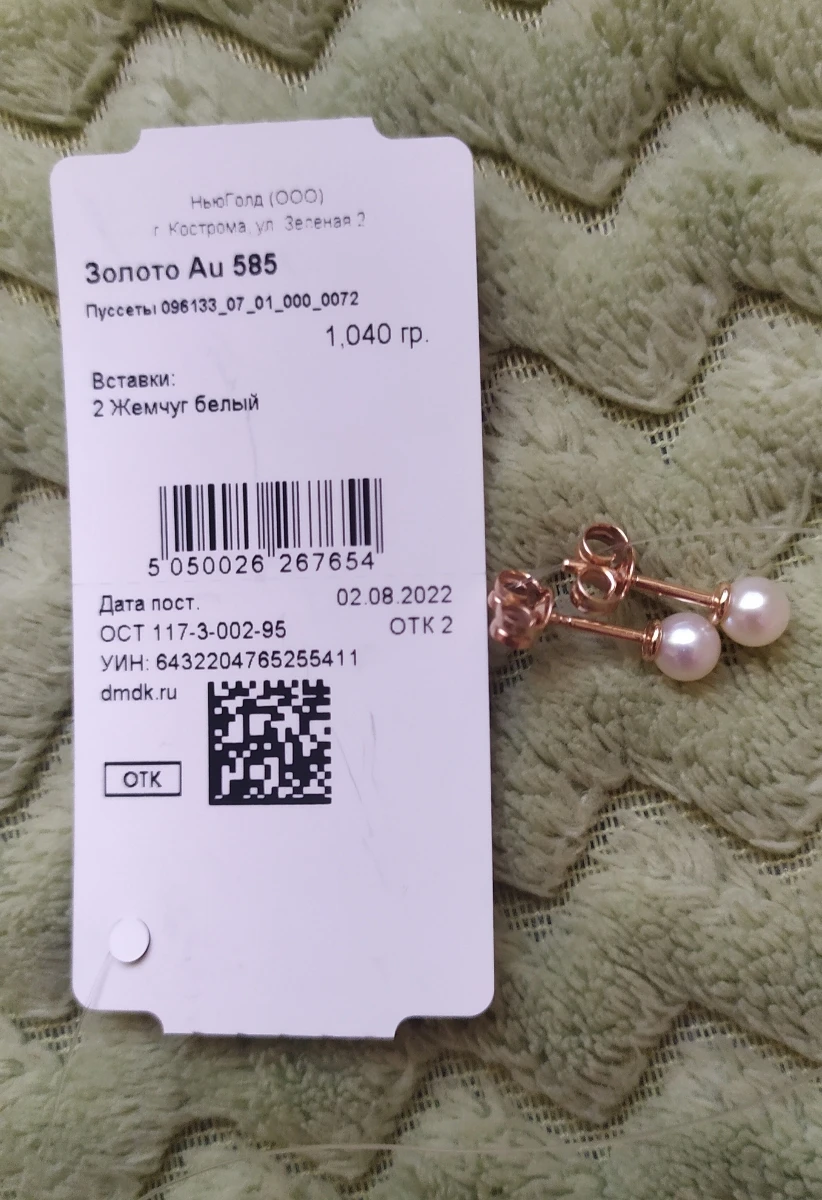 НьюГолд (ООО)
г. Кострома, ул. Зеленая 2
Золото Au 585
Пуссеты 096133_07_01_000_0072
1,040 гр.
Вставки:
2 Жемчуг белый
5 050026 267654
Дата пост. 02.08.2022
ОСТ 117-3-002-95 ОТК 2
УИН: 6432204765255411
dmdk.ru
ОТК